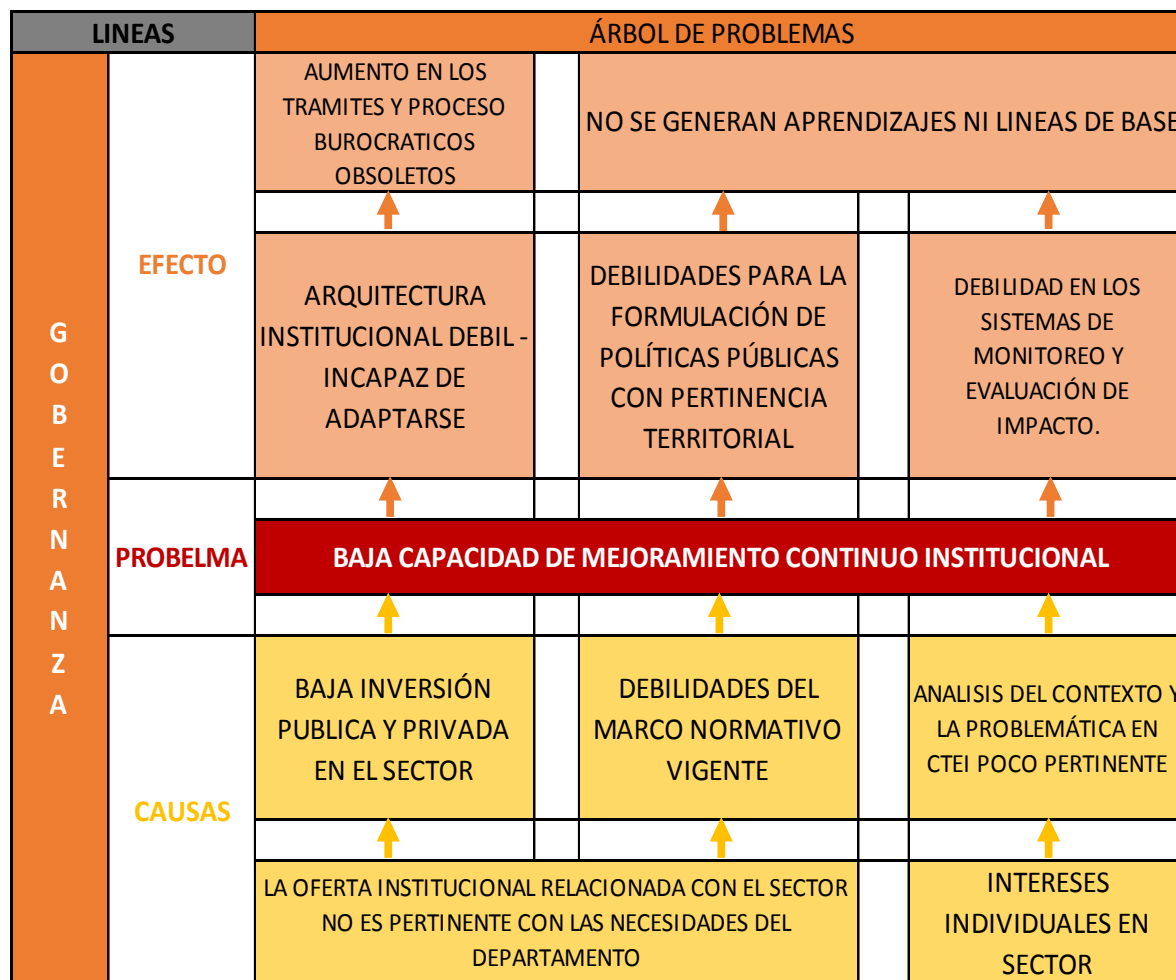 LINEAS
ÁRBOL DE PROBLEMAS
GOBERNANZA
EFECTO
AUMENTO EN LOS
TRAMITES Y PROCESO
BUROCRATICOS
OBSOLETOS
NO SE GENERAN APRENDIZAJES NI LINEAS DE BASE
ARQUITECTURA
INSTITUCIONAL DEBIL -
INCAPAZ DE
ADAPTARSE
DEBILIDADES PARA LA
FORMULACIÓN DE
POLÍTICAS PÚBLICAS
CON PERTINENCIA
TERRITORIAL
DEBILIDAD EN LOS
SISTEMAS DE
MONITOREO Y
EVALUACIÓN DE
IMPACTO.
PROBELMA
BAJA CAPACIDAD DE MEJORAMIENTO CONTINUO INSTITUCIONAL
CAUSAS
BAJA INVERSIÓN
PUBLICA Y PRIVADA
EN EL SECTOR
DEBILIDADES DEL
MARCO NORMATIVO
VIGENTE
ANALISIS DEL CONTEXTO Y
LA PROBLEMÁTICA EN
CTEI POCO PERTINENTE
LA OFERTA INSTITUCIONAL RELACIONADA CON EL SECTOR
NO ES PERTINENTE CON LAS NECESIDADES DEL
DEPARTAMENTO
INTERESES
INDIVIDUALES EN
SECTOR